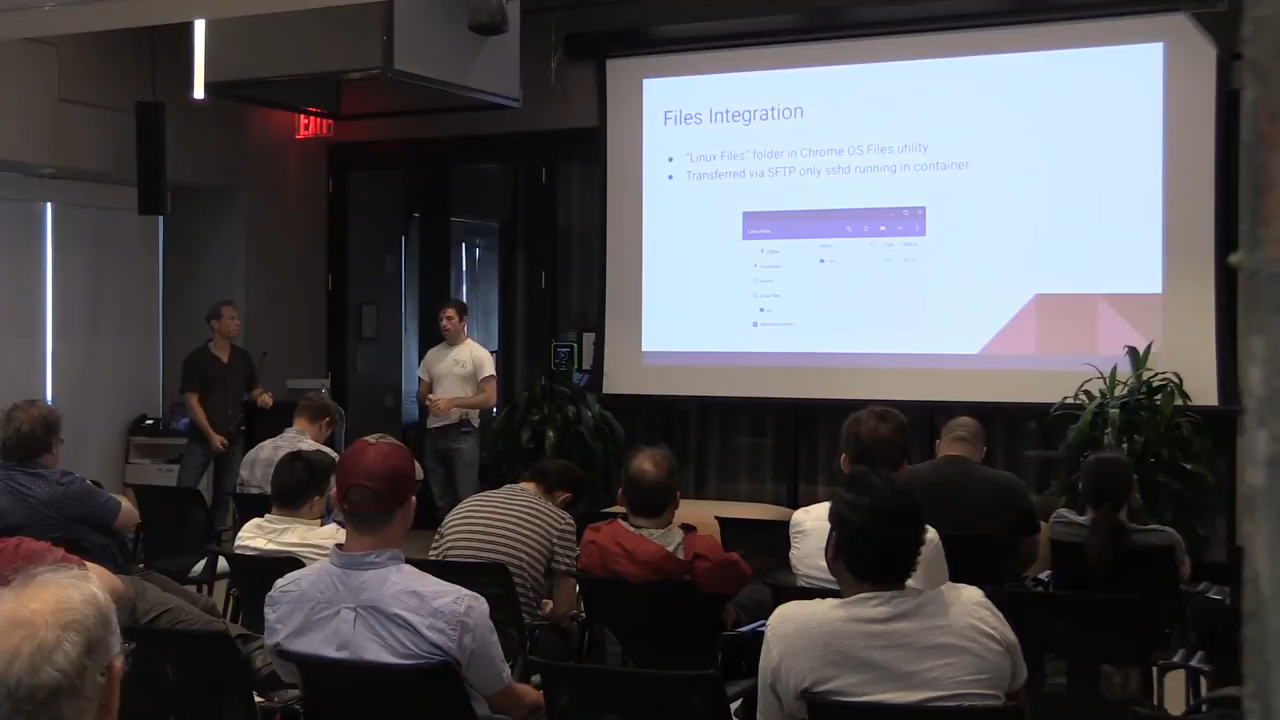 EXIT
Files Integration
● "Linux Files" folder in Chrome OS Files utility
● Transferred via SFTP only sshd running in container
Linux Files